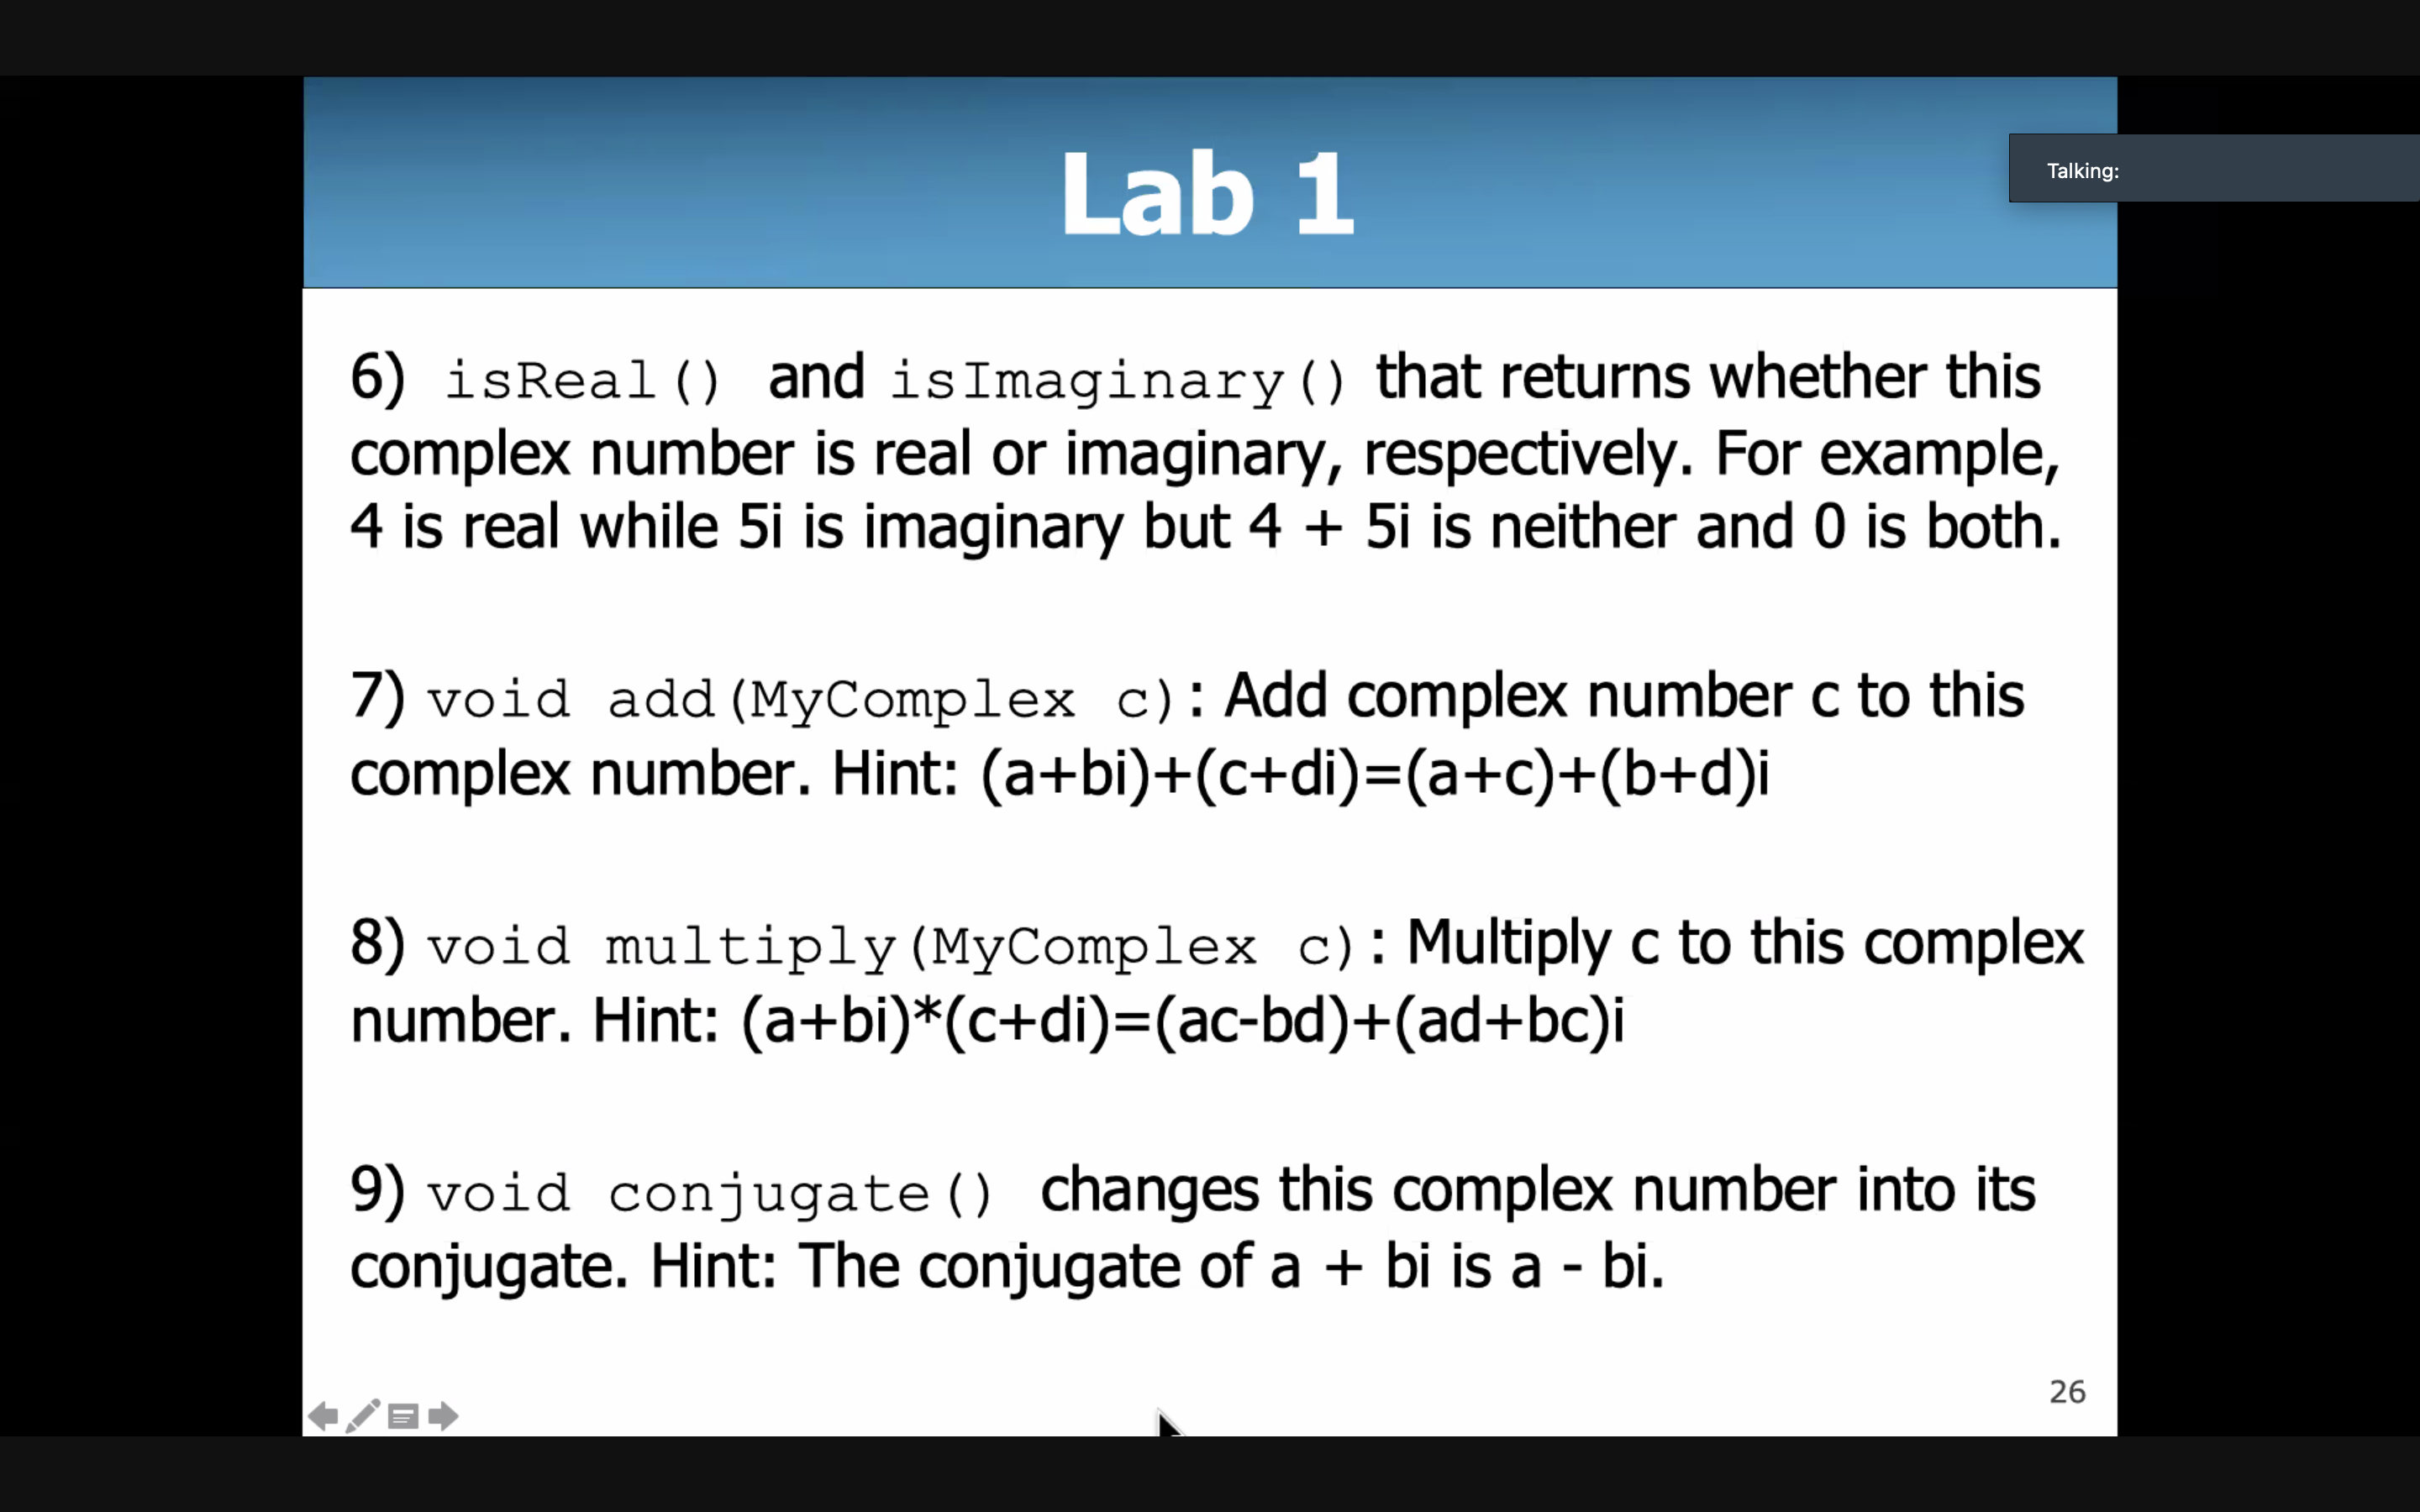 Lab 1
Talking:
6) isReal() and isImaginary() that returns whether this
complex number is real or imaginary, respectively. For example,
4 is real while 5i is imaginary but 4 + 5i is neither and 0 is both.
7) void add(MyComplex c): Add complex number c to this
complex number. Hint: (a+bi)+(c+di)=(a+c)+(b+d)i
8) void multiply(MyComplex c): Multiply c to this complex
number. Hint: (a+bi)*(c+di)=(ac-bd)+(ad+bc)i
9) void conjugate() changes this complex number into its
conjugate. Hint: The conjugate of a + bi is a - bi.
26